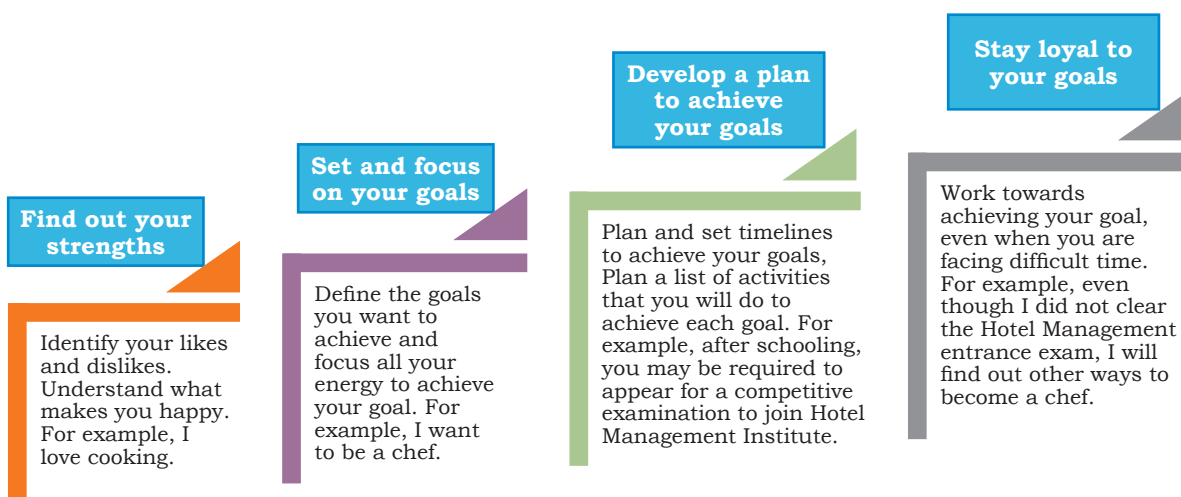 Find out your
strengths
Identify your likes
and dislikes.
Understand what
makes you happy.
For example, I
love cooking.
Set and focus
on your goals
Define the goals
you want to
achieve and
focus all your
energy to achieve
your goal. For
example, I want
to be a chef.
Develop a plan
to achieve
your goals
Plan and set timelines
to achieve your goals,
Plan a list of activities
that you will do to
achieve each goal. For
example, after schooling,
you may be required to
appear for a competitive
examination to join Hotel
Management Institute.
Stay loyal to
your goals
Work towards
achieving your goal,
even when you are
facing difficult time.
For example, even
though I did not clear
the Hotel Management
entrance exam, I will
find out other ways to
become a chef.